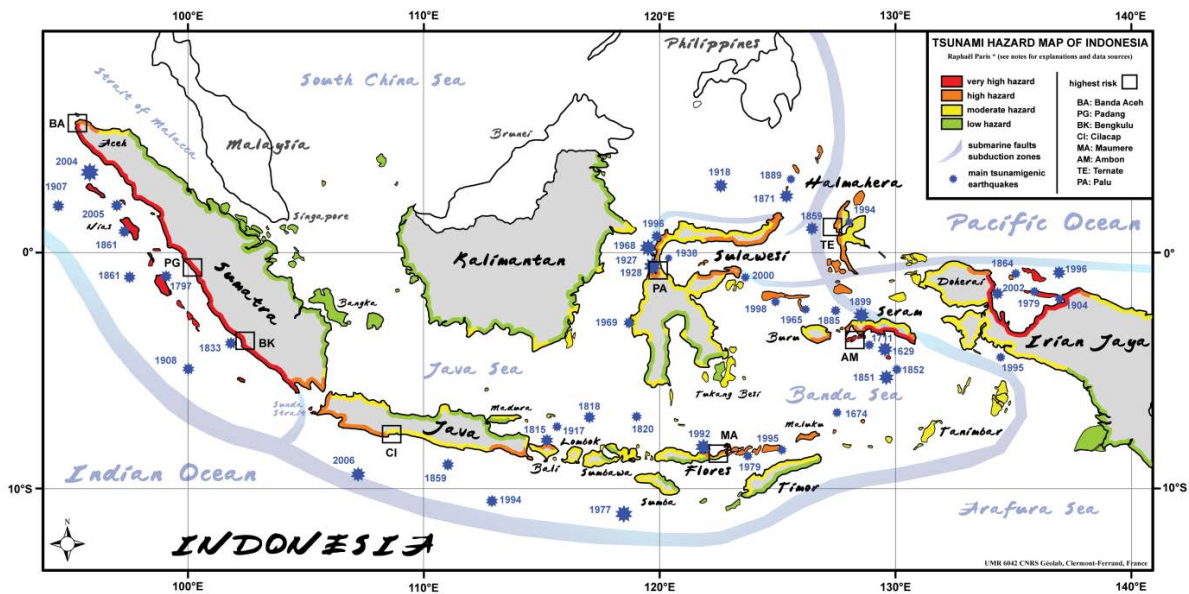 100°E
110°E
120°E
130°E
140°E
TSUNAMI HAZARD MAP OF INDONESIA
Raphaël Paris * (see notes for explanations and data sources)
very high hazard
high hazard
moderate hazard
low hazard
submarine faults
subduction zones
main tsunamigenic
earthquakes
highest risk
BA: Banda Aceh
PG: Padang
BK: Bengkulu
CI: Cilacap
MA: Maumere
AM: Ambon
TE: Ternate
PA: Palu
Philippines
South China Sea
Strait of Malacca
Malaysia
Brunei
BA
Aceh
2004
1907
2005
Nias
1861
Singapore
1918
1889
1871
Halmahera
1859
1994
TE
Pacific Ocean
0°
0°
PG
1861
1797
Sumatra
Bangka
Kalimantan
1996
1968
1927
1928
1938
PA
Sulawesi
2000
1864
1996
2002
1979
1904
Doherai
1998
1965
1885
1899
Seram
Buru
1969
AM
1711
1629
1852
1851
Irian Jaya
1995
1833
BK
1908
Java Sea
Banda Sea
Sunda
Strait
Tukang Besi
1674
Tanimbar
Madura
1818
1815
1917
1820
Java
Lombok
Bali
Sumbawa
CI
1992
MA
1995
1979
Maluku
Flores
Timor
Sumba
Indian Ocean
2006
1859
1994
1977
10°S
10°S
Arafura Sea
N
INDONESIA
UMR 6042 CNRS Géolab, Clermont-Ferrand, France
100°E
110°E
120°E
130°E
140°E